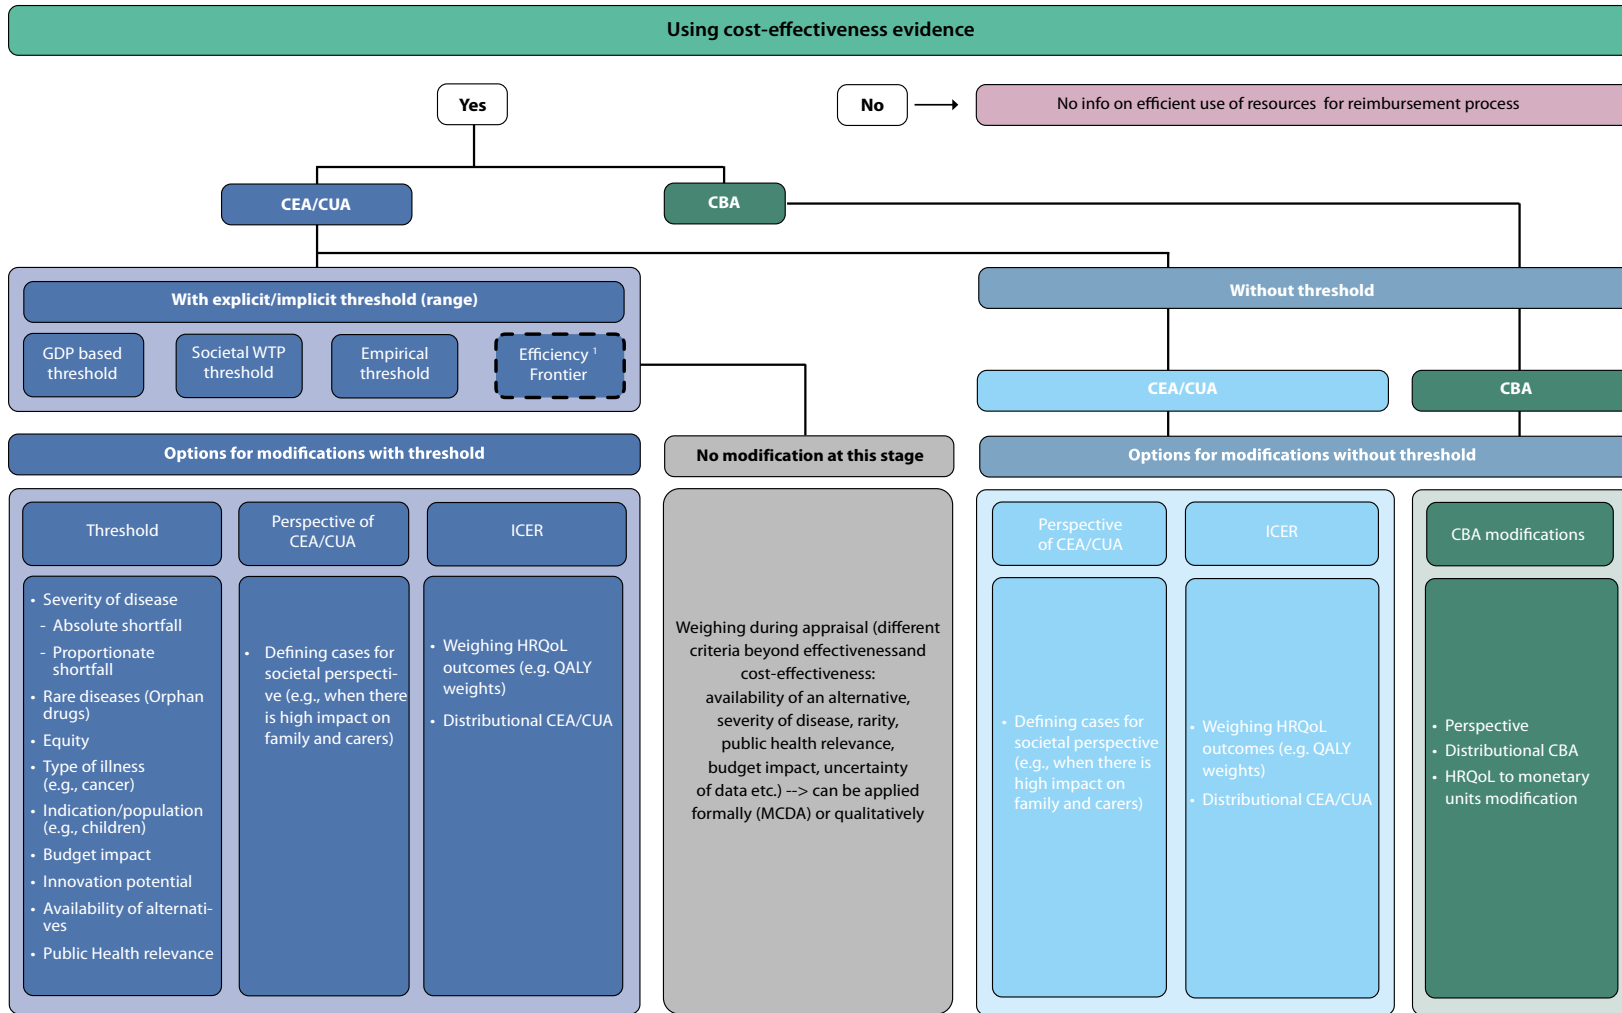 Using cost-effectiveness evidence
Yes
No
No info on efficient use of resources for reimbursement process
CEA/CUA
CBA
With explicit/implicit threshold (range)
GDP based
threshold
Societal WTP
threshold
Empirical
threshold
Efficiency 1
Frontier
Without threshold
CEA/CUA
CBA
Options for modifications with threshold
No modification at this stage
Options for modifications without threshold
Threshold
Perspective of
CEA/CUA
ICER
• Severity of disease
- Absolute shortfall
- Proportionate
shortfall
• Rare diseases (Orphan
drugs)
• Equity
• Type of illness
(e.g., cancer)
• Indication/population
(e.g., children)
• Budget impact
• Innovation potential
• Availability of alternati-
ves
• Public Health relevance
• Defining cases for
societal perspecti-
ve (e.g., when there
is high impact on
family and carers)
• Weighing HRQoL
outcomes (e.g. QALY
weights)
• Distributional CEA/CUA
Weighing during appraisal (different
criteria beyond effectivenessand
cost-effectiveness:
availability of an alternative,
severity of disease, rarity,
public health relevance,
budget impact, uncertainty
of data etc.) --> can be applied
formally (MCDA) or qualitatively
Perspective
of CEA/CUA
ICER
• Defining cases for
societal perspective
(e.g., when there is
high impact on
family and carers)
• Weighing HRQoL
outcomes (e.g. QALY
weights)
• Distributional CEA/CUA
CBA modifications
• Perspective
• Distributional CBA
• HRQoL to monetary
units modification